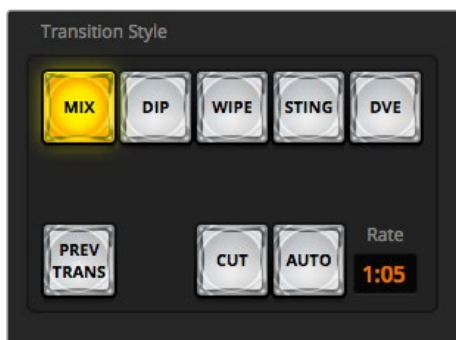 Transition Style
MIX DIP WIPE STING DVE
PREV
TRANS
CUT AUTO
Rate
1:05